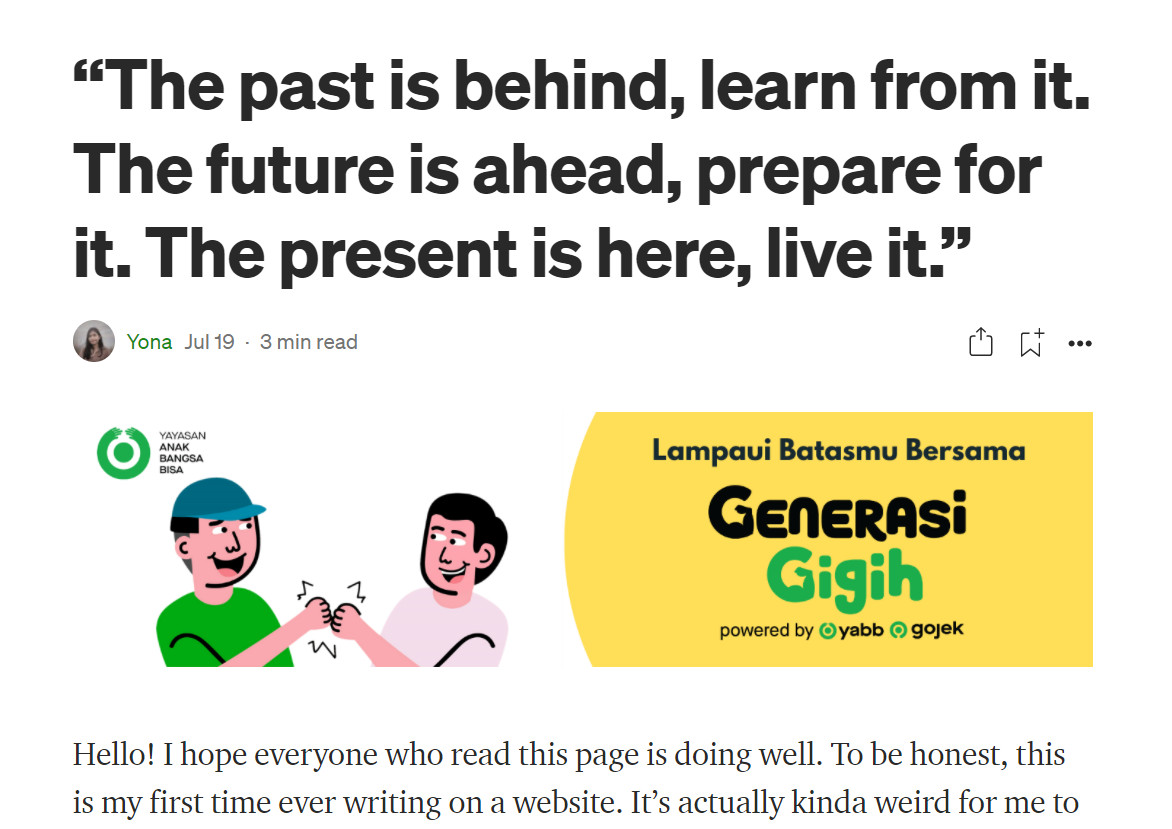 “The past is behind, learn from it.
The future is ahead, prepare for
it. The present is here, live it.”
Yona Jul 19 · 3 min read
YAYASAN
ANAK
BANGSA
BISA
Lampaui Batasmu Bersama
GENERASI
Gigih
powered by yabb gojek
Hello! I hope everyone who read this page is doing well. To be honest, this
is my first time ever writing on a website. It’s actually kinda weird for me to